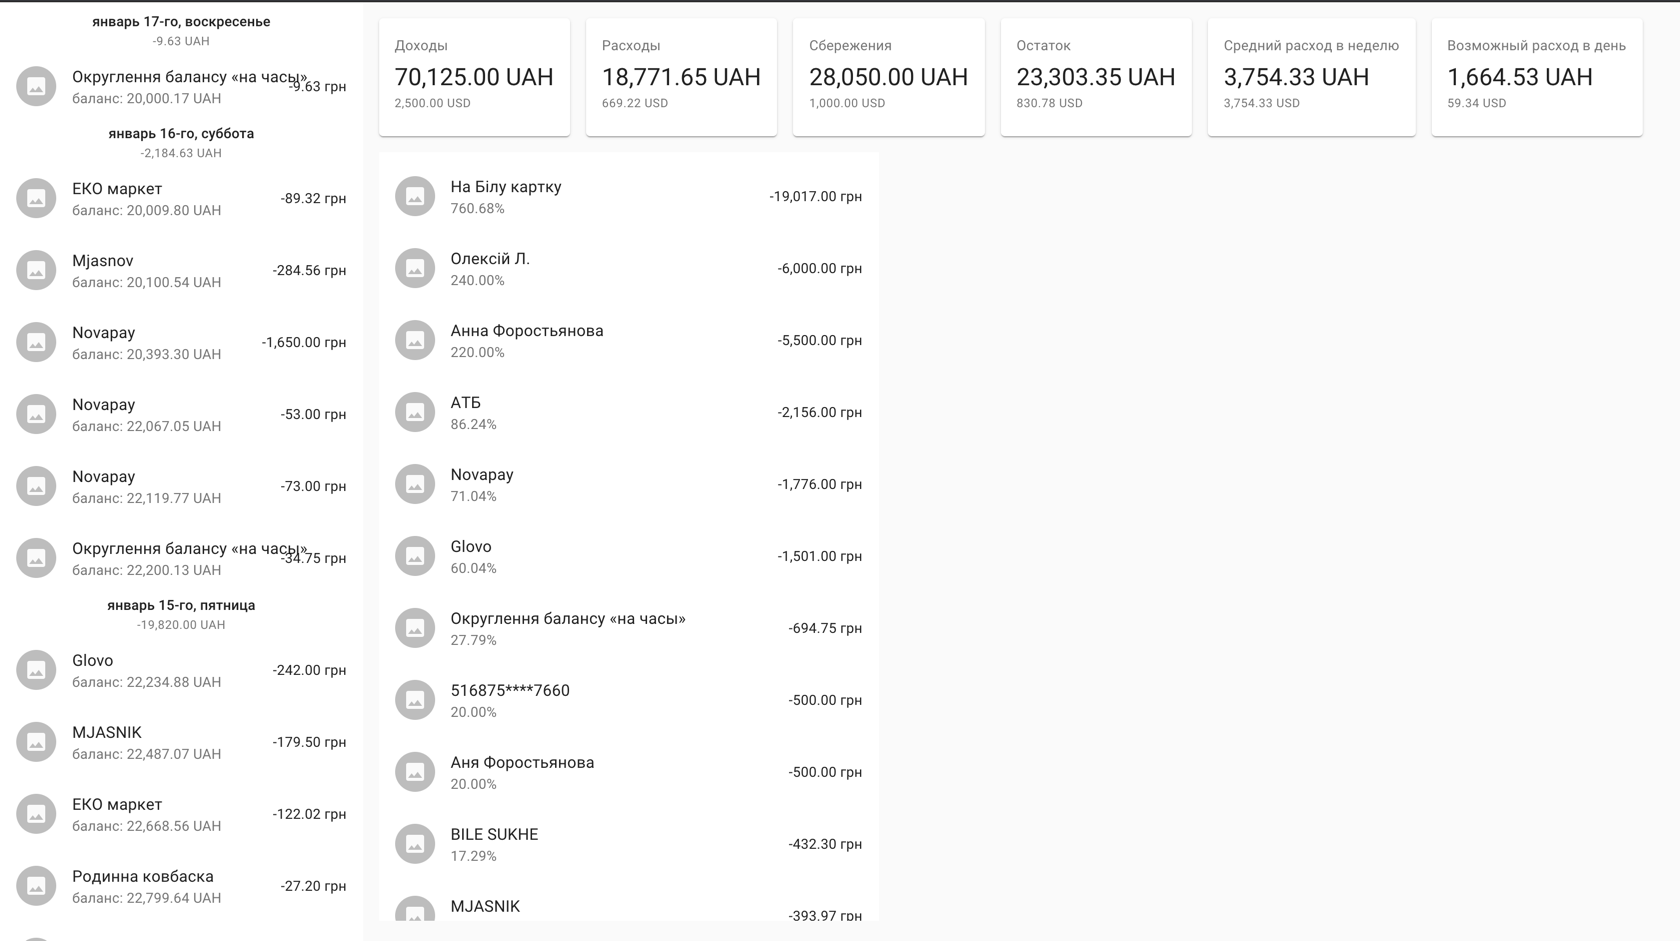 январь 17-го, воскресенье
-9.63 UAH
Округлення балансу «на часы»
-9.63 грн
баланс: 20,000.17 UAH
январь 16-го, суббота
-2,184.63 UAH
ЕКО маркет
-89.32 грн
баланс: 20,009.80 UAH
Mjasnov
-284.56 грн
баланс: 20,100.54 UAH
Novapay
-1,650.00 грн
баланс: 20,393.30 UAH
Novapay
-53.00 грн
баланс: 22,067.05 UAH
Novapay
-73.00 грн
баланс: 22,119.77 UAH
Округлення балансу «на часы»
-34.75 грн
баланс: 22,200.13 UAH
январь 15-го, пятница
-19,820.00 UAH
Glovo
-242.00 грн
баланс: 22,234.88 UAH
MJASNIK
-179.50 грн
баланс: 22,487.07 UAH
ЕКО маркет
-122.02 грн
баланс: 22,668.56 UAH
Родинна ковбаска
-27.20 грн
баланс: 22,799.64 UAH
Доходы
70,125.00 UAH
2,500.00 USD
Расходы
18,771.65 UAH
669.22 USD
Сбережения
28,050.00 UAH
1,000.00 USD
Остаток
23,303.35 UAH
830.78 USD
Средний расход в неделю
3,754.33 UAH
3,754.33 USD
Возможный расход в день
1,664.53 UAH
59.34 USD
На Білу картку
-19,017.00 грн
760.68%
Олексій Л.
-6,000.00 грн
240.00%
Анна Форостьянова
-5,500.00 грн
220.00%
АТБ
-2,156.00 грн
86.24%
Novapay
-1,776.00 грн
71.04%
Glovo
-1,501.00 грн
60.04%
Округлення балансу «на часы»
-694.75 грн
27.79%
516875****7660
-500.00 грн
20.00%
Аня Форостьянова
-500.00 грн
20.00%
BILE SUKHE
-432.30 грн
17.29%
MJASNIK
-393.97 грн